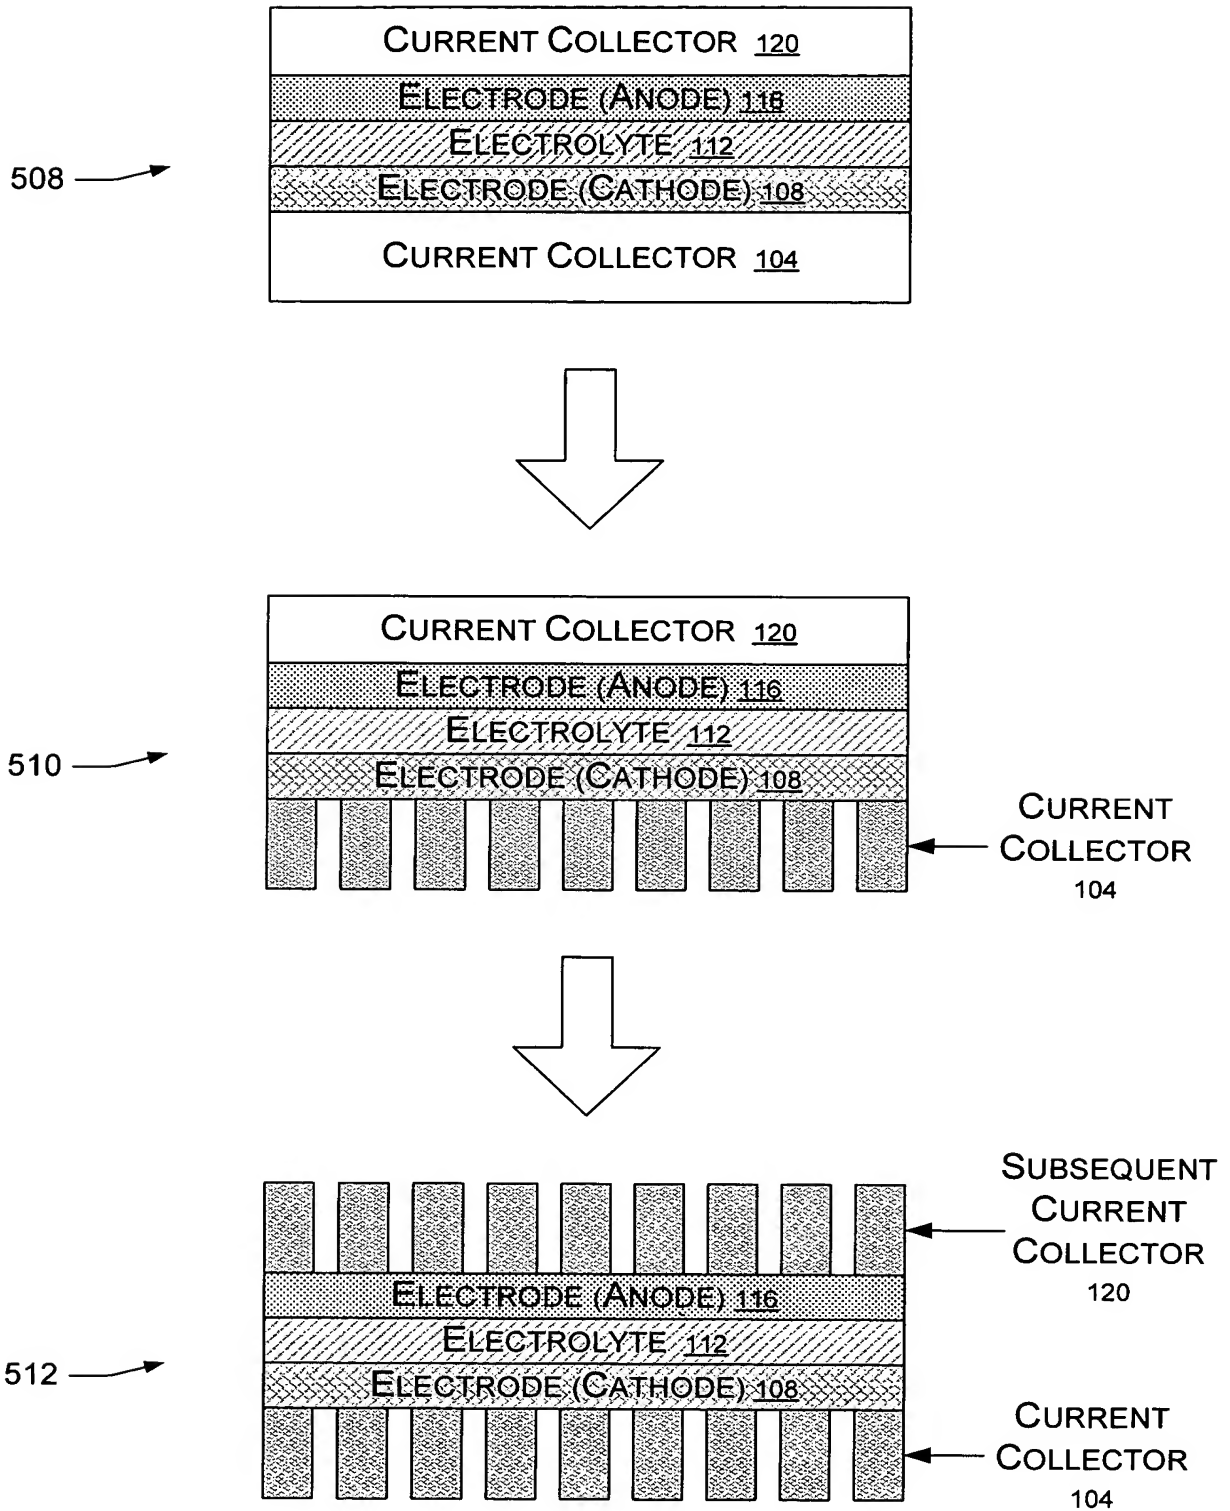 CURRENT COLLECTOR 120
ELECTRODE (ANODE) 116
ELECTROLYTE 112
508
ELECTRODE (CATHODE) 108
CURRENT COLLECTOR 104
CURRENT COLLECTOR 120
ELECTRODE (ANODE) 116
ELECTROLYTE 112
510
ELECTRODE (CATHODE) 108
CURRENT
COLLECTOR
104
SUBSEQUENT
CURRENT
COLLECTOR
120
ELECTRODE (ANODE) 116
ELECTROLYTE 112
512
ELECTRODE (CATHODE) 108
CURRENT
COLLECTOR
104